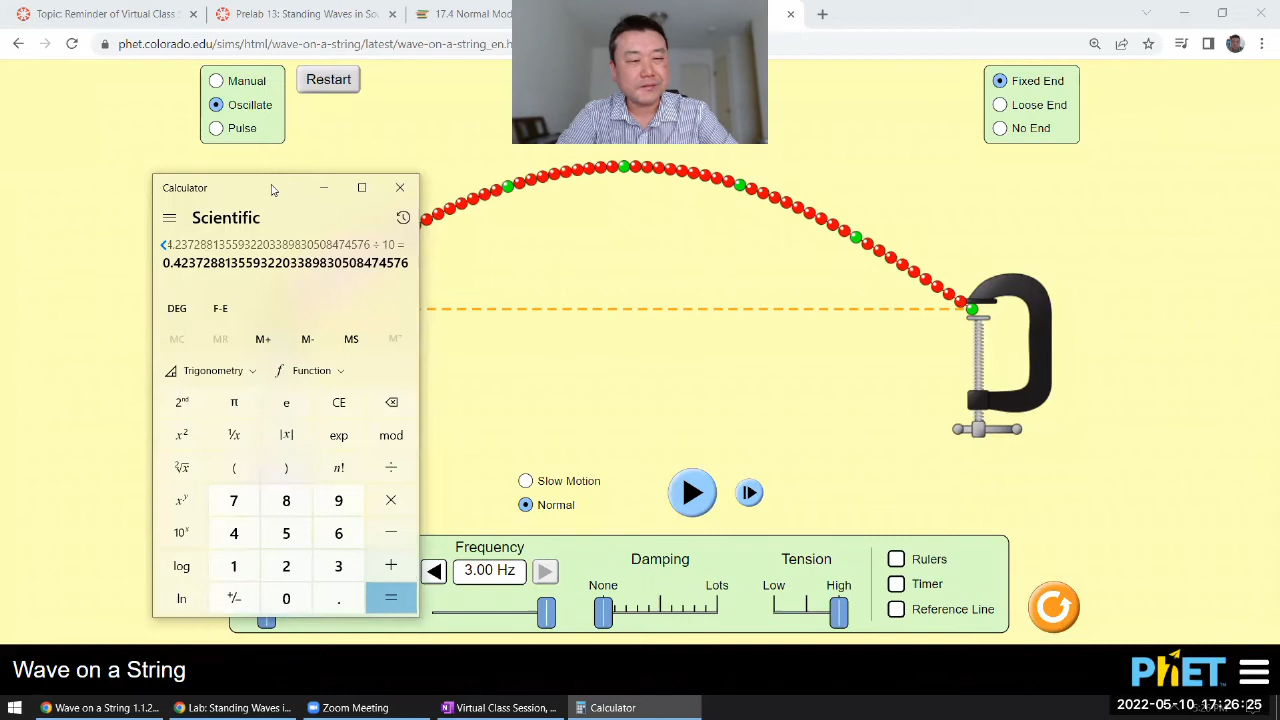 Topic: Reminder of Virtual Clas
Prelab 13: Standing Waves in So
17.4 Normal Mod
phet.colorado.edu/sims/html/wave-on-a-string/latest/wave-on-a-string_en.h
Manual
Oscillate
Pulse
Restart
Fixed End
Loose End
No End
Calculator
Scientific
4.2372881355932203389830508474576 ÷ 10 =
0.42372881355932203389830508474576
DEG F-E
MC MR M+ M- MS
Trigonometry Function
2nd π e CE
x² ¹/x |x| exp mod
²√x ( ) n! ÷
xʸ 7 8 9 ×
10ˣ 4 5 6 −
log 1 2 3 +
ln +/− 0 . =
Slow Motion
Normal
Frequency
3.00 Hz
Damping
None Lots
Tension
Low High
Rulers
Timer
Reference Line
Wave on a String
PhET
Wave on a String 1.1.2...
Lab: Standing Waves i...
Zoom Meeting
Virtual Class Session, ...
Calculator
2022-05-10 17:26:25